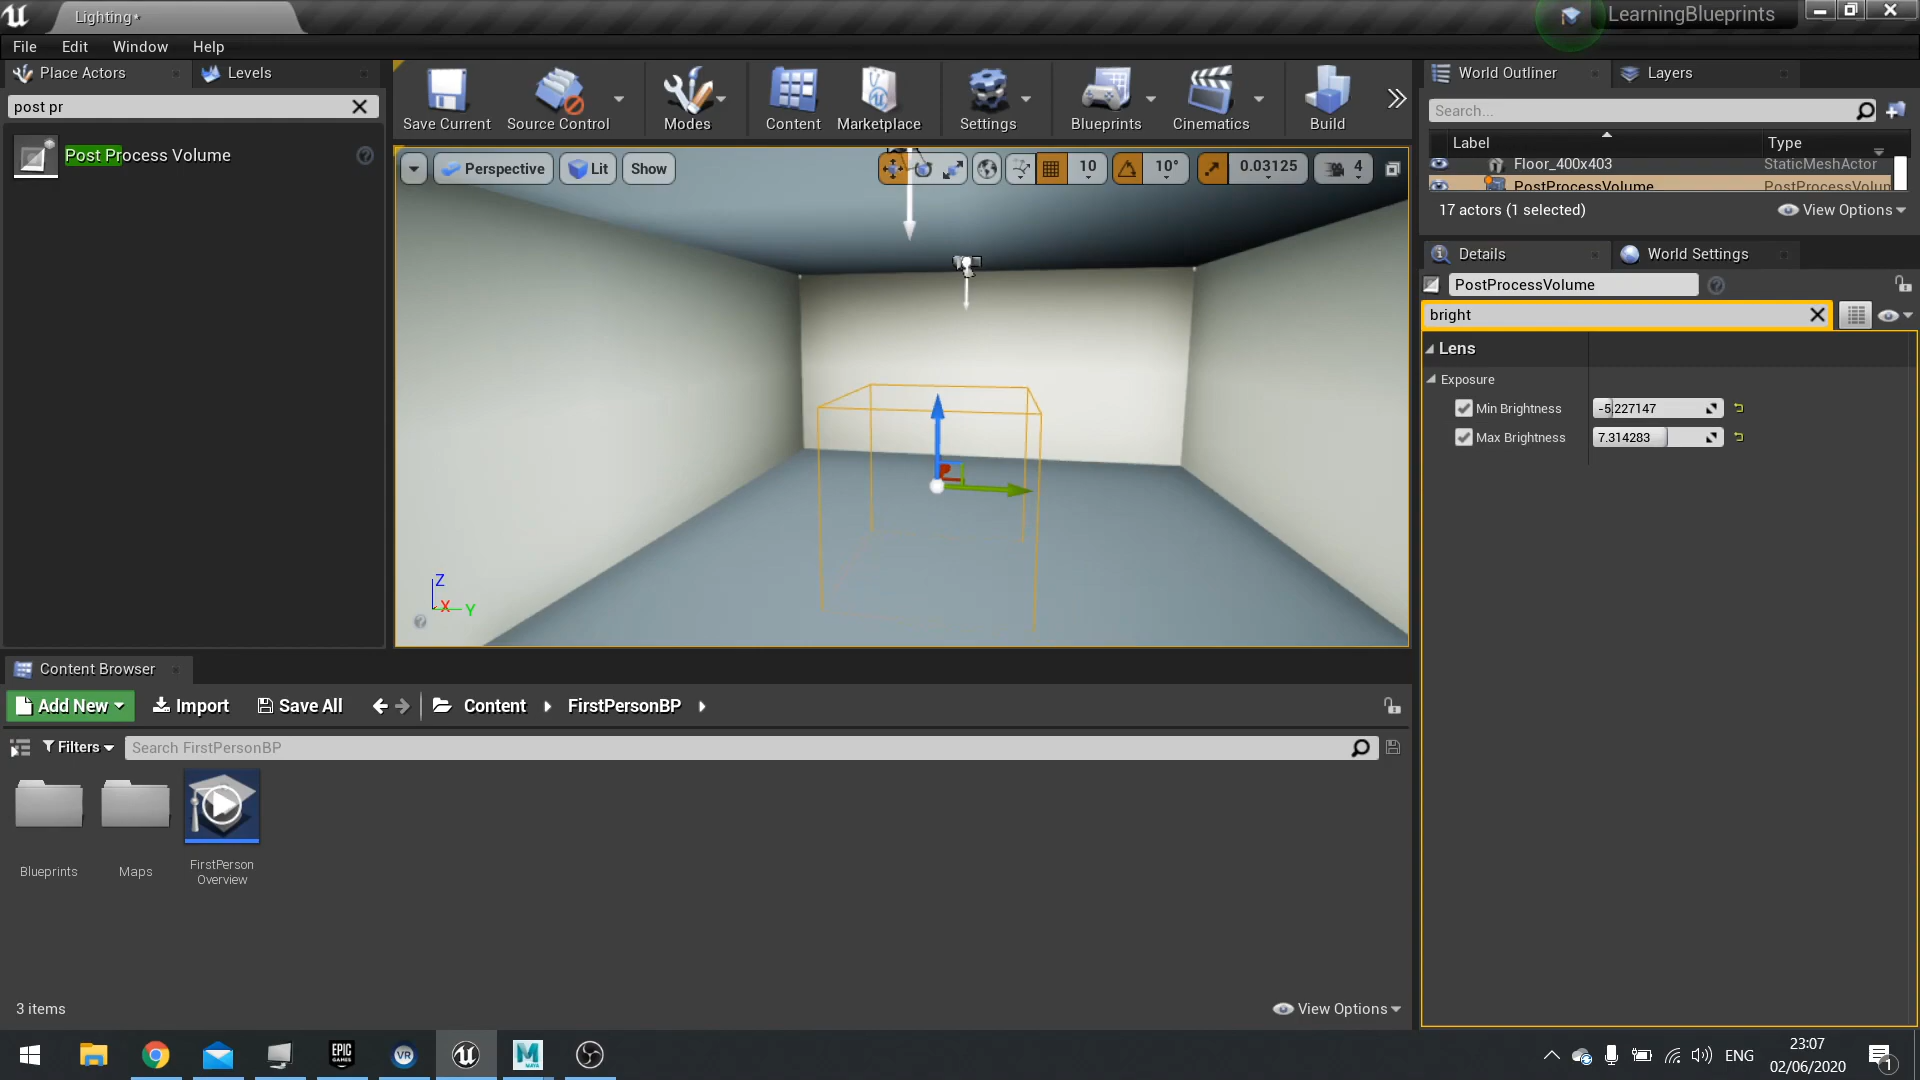 Lighting*
LearningBlueprints
File
Edit
Window
Help
Place Actors
Levels
post pr
Post Process Volume
Save Current
Source Control
Modes
Content
Marketplace
Settings
Blueprints
Cinematics
Build
Perspective
Lit
Show
10
10°
0.03125
4
Z
X
Y
World Outliner
Layers
Search...
Label
Type
Floor_400x403
StaticMeshActor
PostProcessVolume
PostProcessVolum
17 actors (1 selected)
View Options
Details
World Settings
PostProcessVolume
bright
Lens
Exposure
Min Brightness
-5.227147
Max Brightness
7.314283
Content Browser
Add New
Import
Save All
Content
FirstPersonBP
Filters
Search FirstPersonBP
Blueprints
Maps
FirstPerson
Overview
3 items
View Options
EPIC
GAMES
VR
M
ENG
23:07
02/06/2020
1